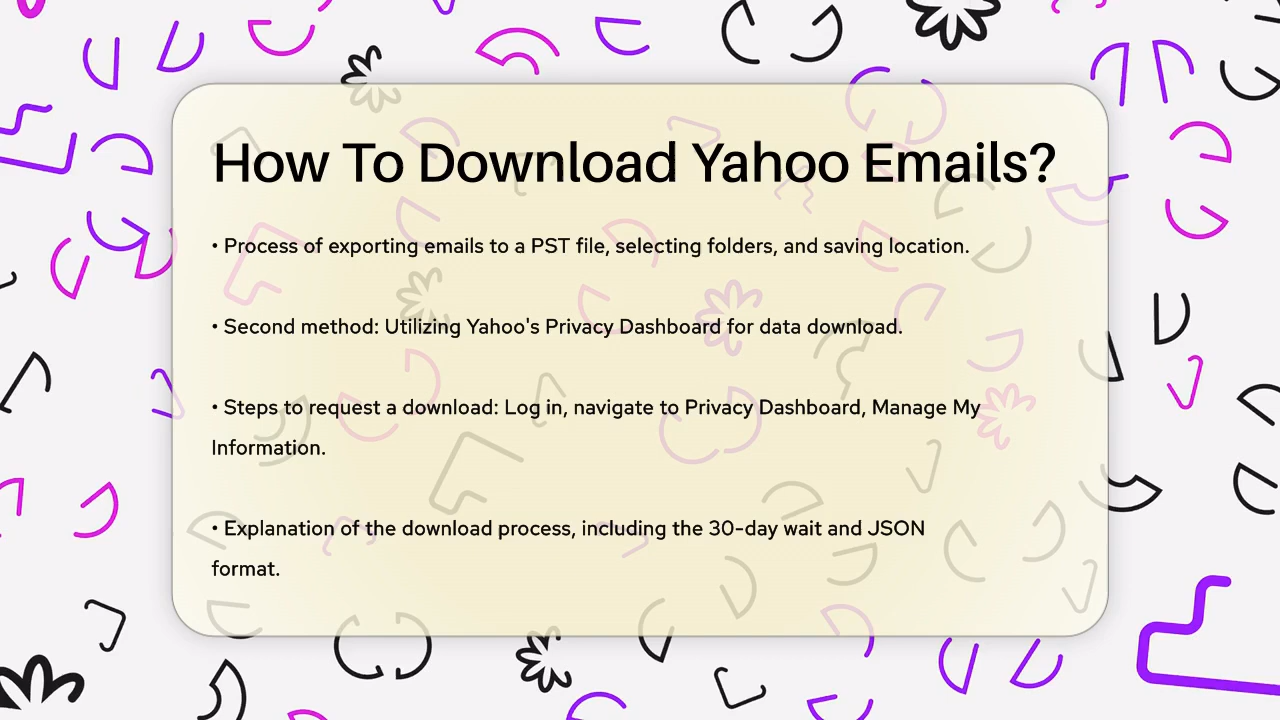 How To Download Yahoo Emails?
• Process of exporting emails to a PST file, selecting folders, and saving location.
• Second method: Utilizing Yahoo's Privacy Dashboard for data download.
• Steps to request a download: Log in, navigate to Privacy Dashboard, Manage My
Information.
• Explanation of the download process, including the 30-day wait and JSON
format.